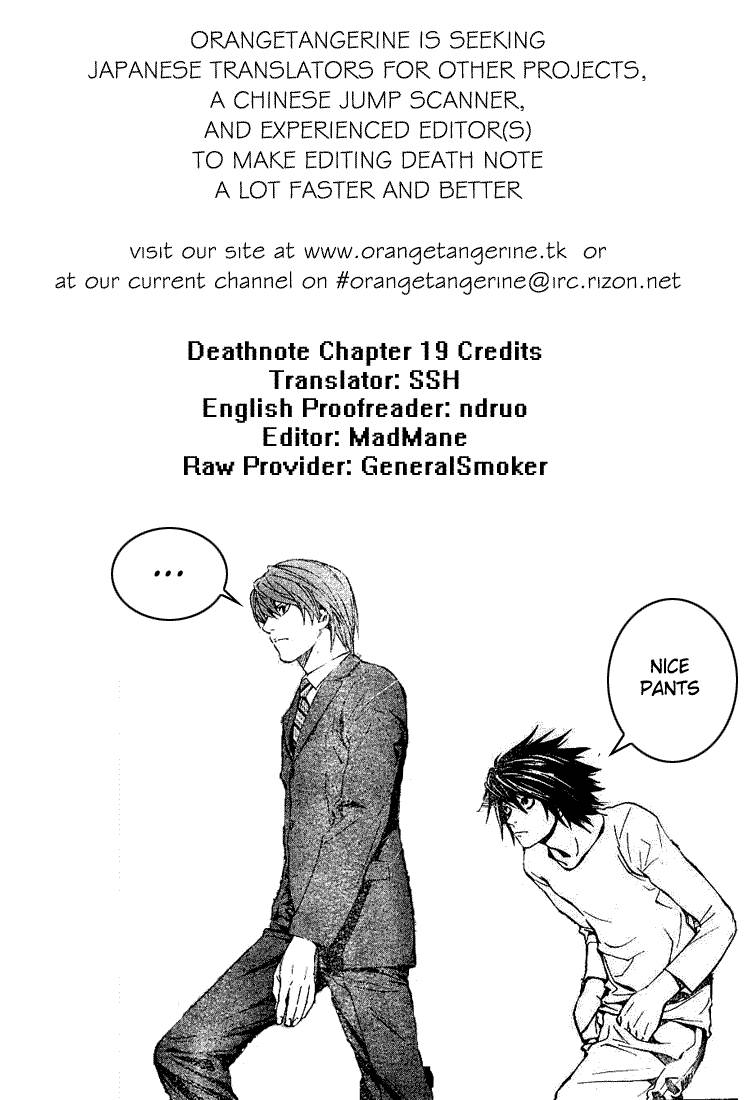 ORANGETANGERINE IS SEEKING
JAPANESE TRANSLATORS FOR OTHER PROJECTS,
A CHINESE JUMP SCANNER,
AND EXPERIENCED EDITOR(S)
TO MAKE EDITING DEATH NOTE
A LOT FASTER AND BETTER
visit our site at www.orangetangerine.tk or
at our current channel on #orangetangerine@irc.rizon.net
Deathnote Chapter 19 Credits
Translator: SSH
English Proofreader: ndruo
Editor: MadMane
Raw Provider: GeneralSmoker
...
NICE
PANTS